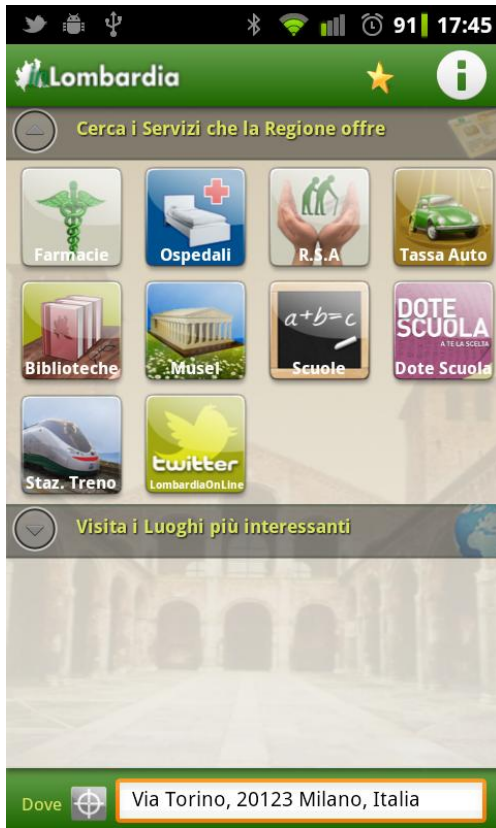 91 17:45
inLombardia
Cerca i Servizi che la Regione offre
Farmacie Ospedali R.S.A Tassa Auto
a+b=c
DOTE
SCUOLA
A TE LA SCELTA
Biblioteche Musei Scuole Dote Scuola
twitter
Staz. Treno LombardiaOnLine
Visita i Luoghi più interessanti
Dove Via Torino, 20123 Milano, Italia